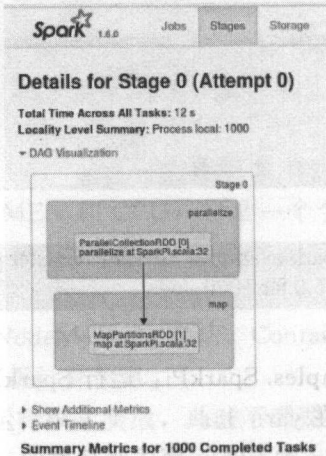 Spark 1.6.0 Jobs Stages Storage
Details for Stage 0 (Attempt 0)
Total Time Across All Tasks: 12 s
Locality Level Summary: Process local: 1000
DAG Visualization
Stage 0
parallelize
ParallelCollectionRDD [0]
parallelize at SparkPi.scala:32
map
MapPartitionsRDD [1]
map at SparkPi.scala:32
Show Additional Metrics
Event Timeline
Summary Metrics for 1000 Completed Tasks